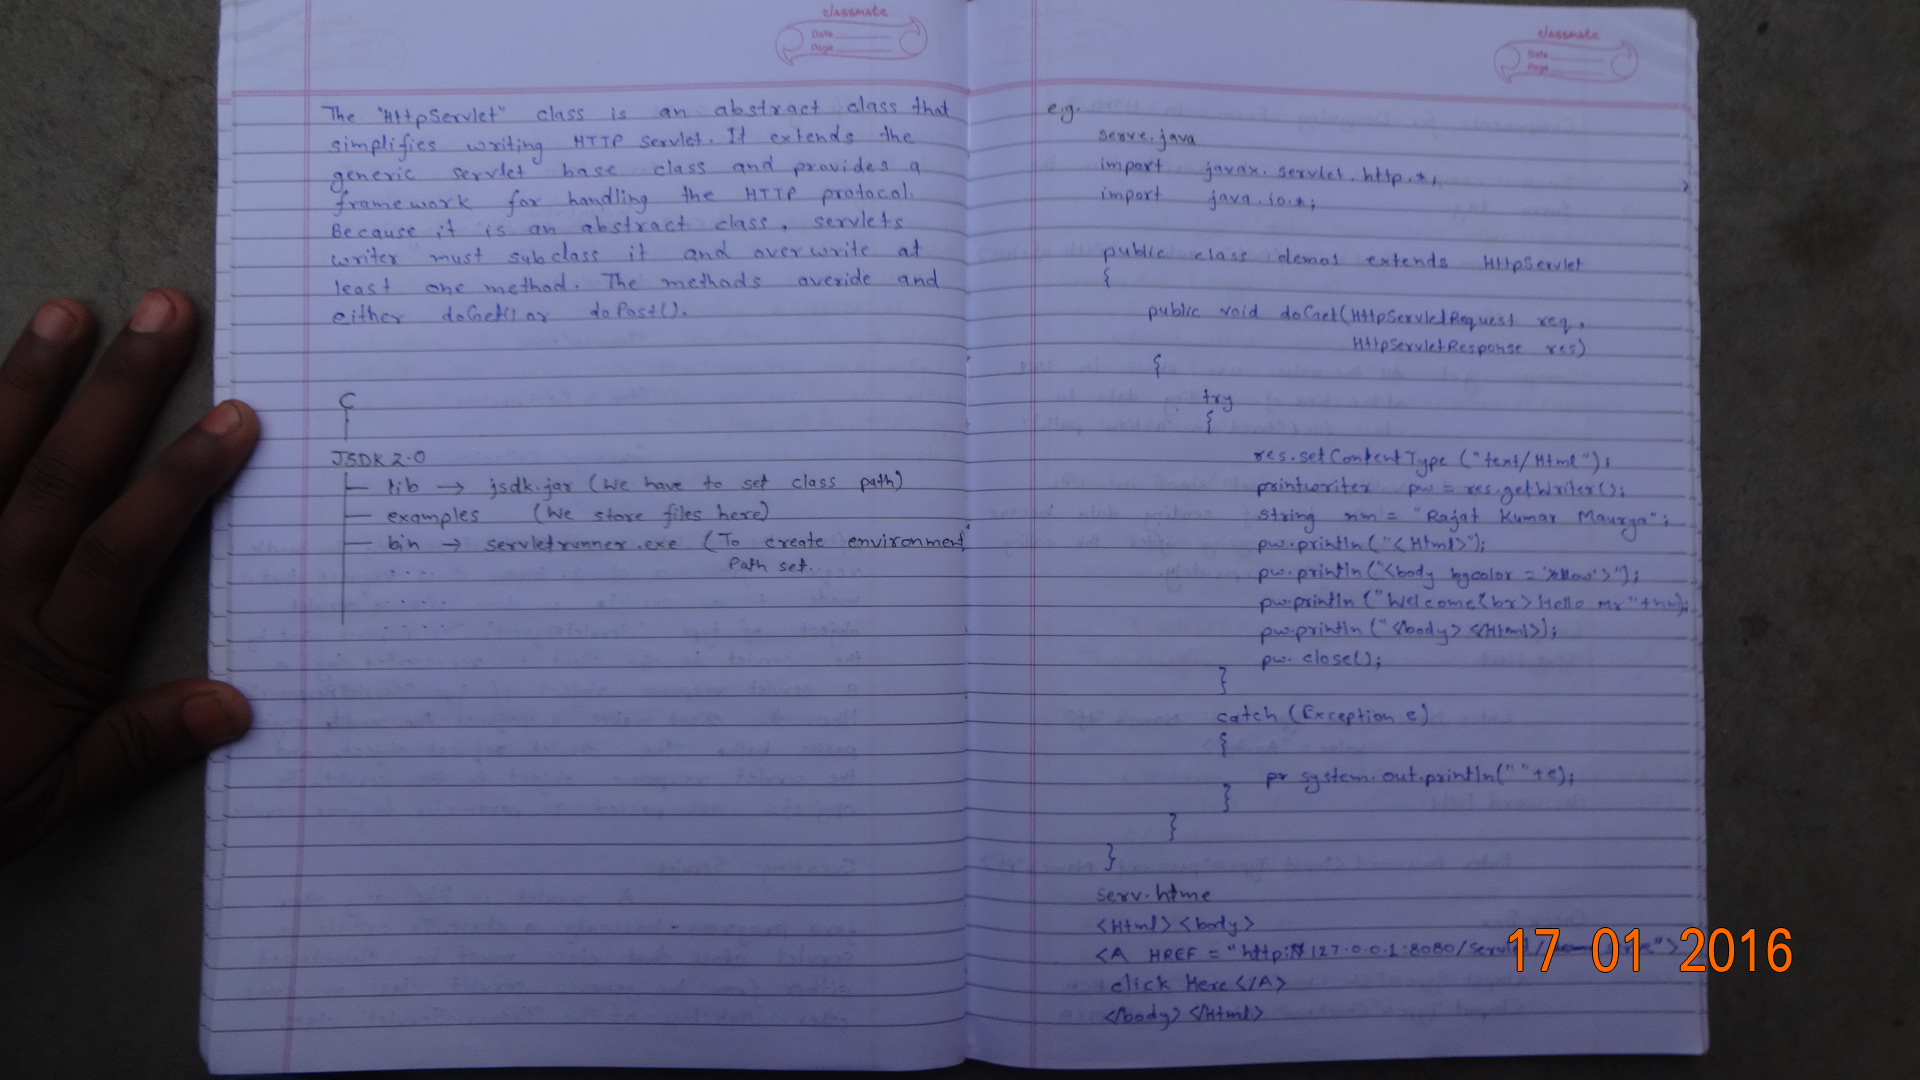 classmate
Date
Page
The "HttpServlet" class is an abstract class that
simplifies writing HTTP servlet. It extends the
generic servlet base class and provides a
framework for handling the HTTP protocol.
Because it is an abstract class, servlets
writer must subclass it and overwrite at
least one method. The methods overide and
either doGet() or doPost().
C
JSDK 2.0
lib → jsdk.jar (We have to set class path)
examples (We store files here)
bin → servletrunner.exe (To create environment
Path set.
.....
.....
.....
classmate
Date
Page
e.g.
serve.java
import javax.servlet.http.*;
import java.io.*;
public class demo1 extends HttpServlet
{
public void doGet(HttpServletRequest req,
HttpServletResponse res)
{
try
{
res.setContentType ("text/Html");
printwriter pw = res.getWriter();
string nm = "Rajat Kumar Maurya";
pw.println("<Html>");
pw.println("<body bgcolor =
pw.println ("Welcome<br> Hello Mr"+nm);
pw.println ("</body> </Html>);
pw. close();
}
catch (Exception e)
{
pr system.out.println(" "+e);
}
}
}
serv.htme
<Html> <body>
<A HREF = "http://127.0.0.1:8080/servlet/
click Here </A>
</body> </Html>
17 01 2016